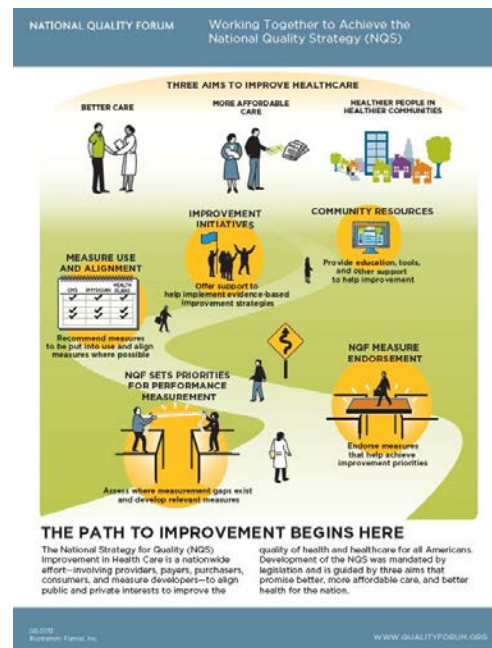 NATIONAL QUALITY FORUM
Working Together to Achieve the
National Quality Strategy (NQS)
THREE AIMS TO IMPROVE HEALTHCARE
BETTER CARE
MORE AFFORDABLE
CARE
HEALTHIER PEOPLE IN
HEALTHIER COMMUNITIES
IMPROVEMENT
INITIATIVES
Offer support to
help implement evidence-based
improvement strategies
COMMUNITY RESOURCES
Provide education, tools,
and other support
to help improvement
MEASURE USE
AND ALIGNMENT
CMS PHYSICIAN HEALTH
PLANS
Recommend measures
to be put into use and align
measures where possible
NQF SETS PRIORITIES
FOR PERFORMANCE
MEASUREMENT
Assess where measurement gaps exist
and develop relevant measures
NQF MEASURE
ENDORSEMENT
Endorse measures
that help achieve
improvement priorities
THE PATH TO IMPROVEMENT BEGINS HERE
The National Strategy for Quality (NQS)
Improvement in Health Care is a nationwide
effort—involving providers, payers, purchasers,
consumers, and measure developers—to align
public and private interests to improve the
quality of health and healthcare for all Americans.
Development of the NQS was mandated by
legislation and is guided by three aims that
promise better, more affordable care, and better
health for the nation.
Illustration: Funnel, Inc.
WWW.QUALITYFORUM.ORG